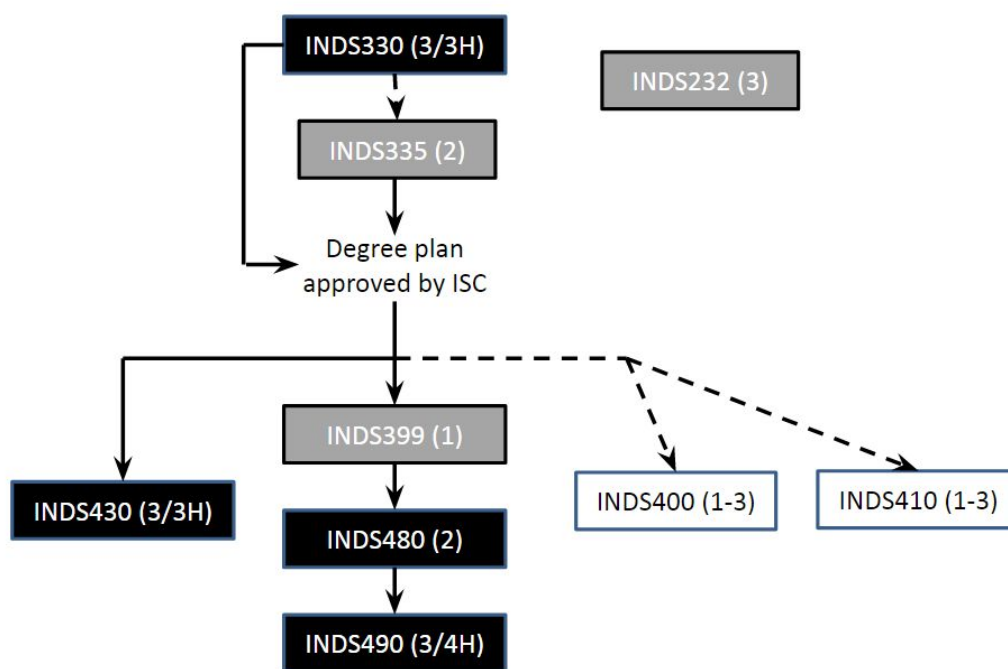 INDS330 (3/3H)
INDS232 (3)
INDS335 (2)
Degree plan
approved by ISC
INDS399 (1)
INDS430 (3/3H)
INDS400 (1-3)
INDS410 (1-3)
INDS480 (2)
INDS490 (3/4H)